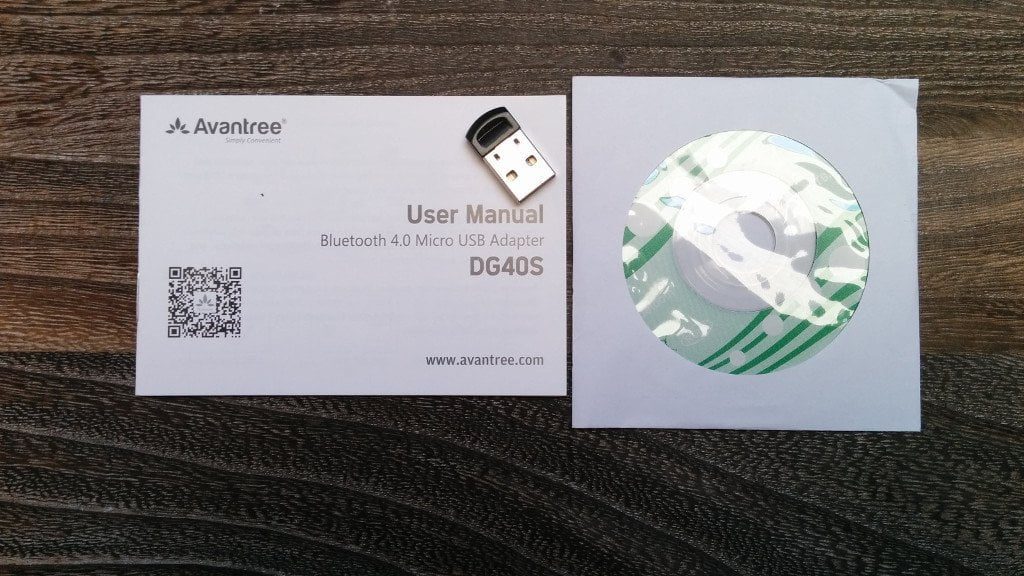 Avantree®
Simply Convenient
User Manual
Bluetooth 4.0 Micro USB Adapter
DG40S
www.avantree.com